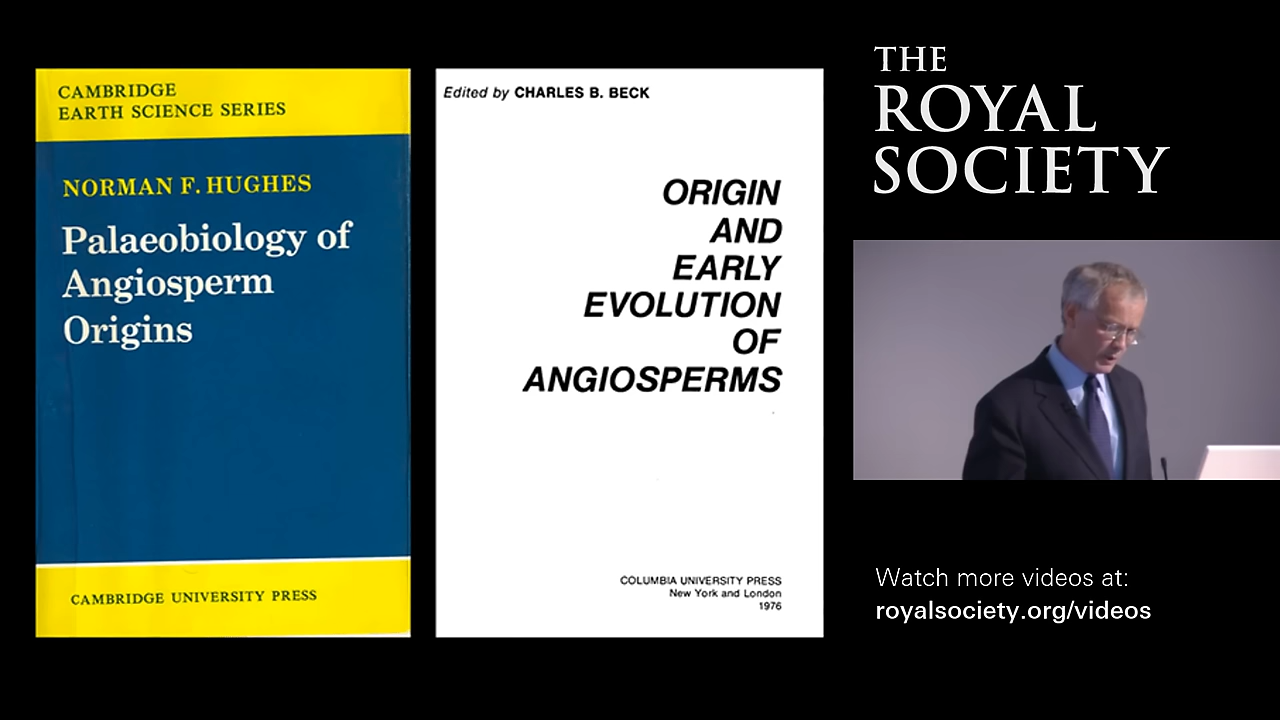 CAMBRIDGE
EARTH SCIENCE SERIES
NORMAN F. HUGHES
Palaeobiology of
Angiosperm
Origins
CAMBRIDGE UNIVERSITY PRESS
Edited by CHARLES B. BECK
ORIGIN
AND
EARLY
EVOLUTION
OF
ANGIOSPERMS
COLUMBIA UNIVERSITY PRESS
New York and London
1976
THE
ROYAL
SOCIETY
Watch more videos at:
royalsociety.org/videos